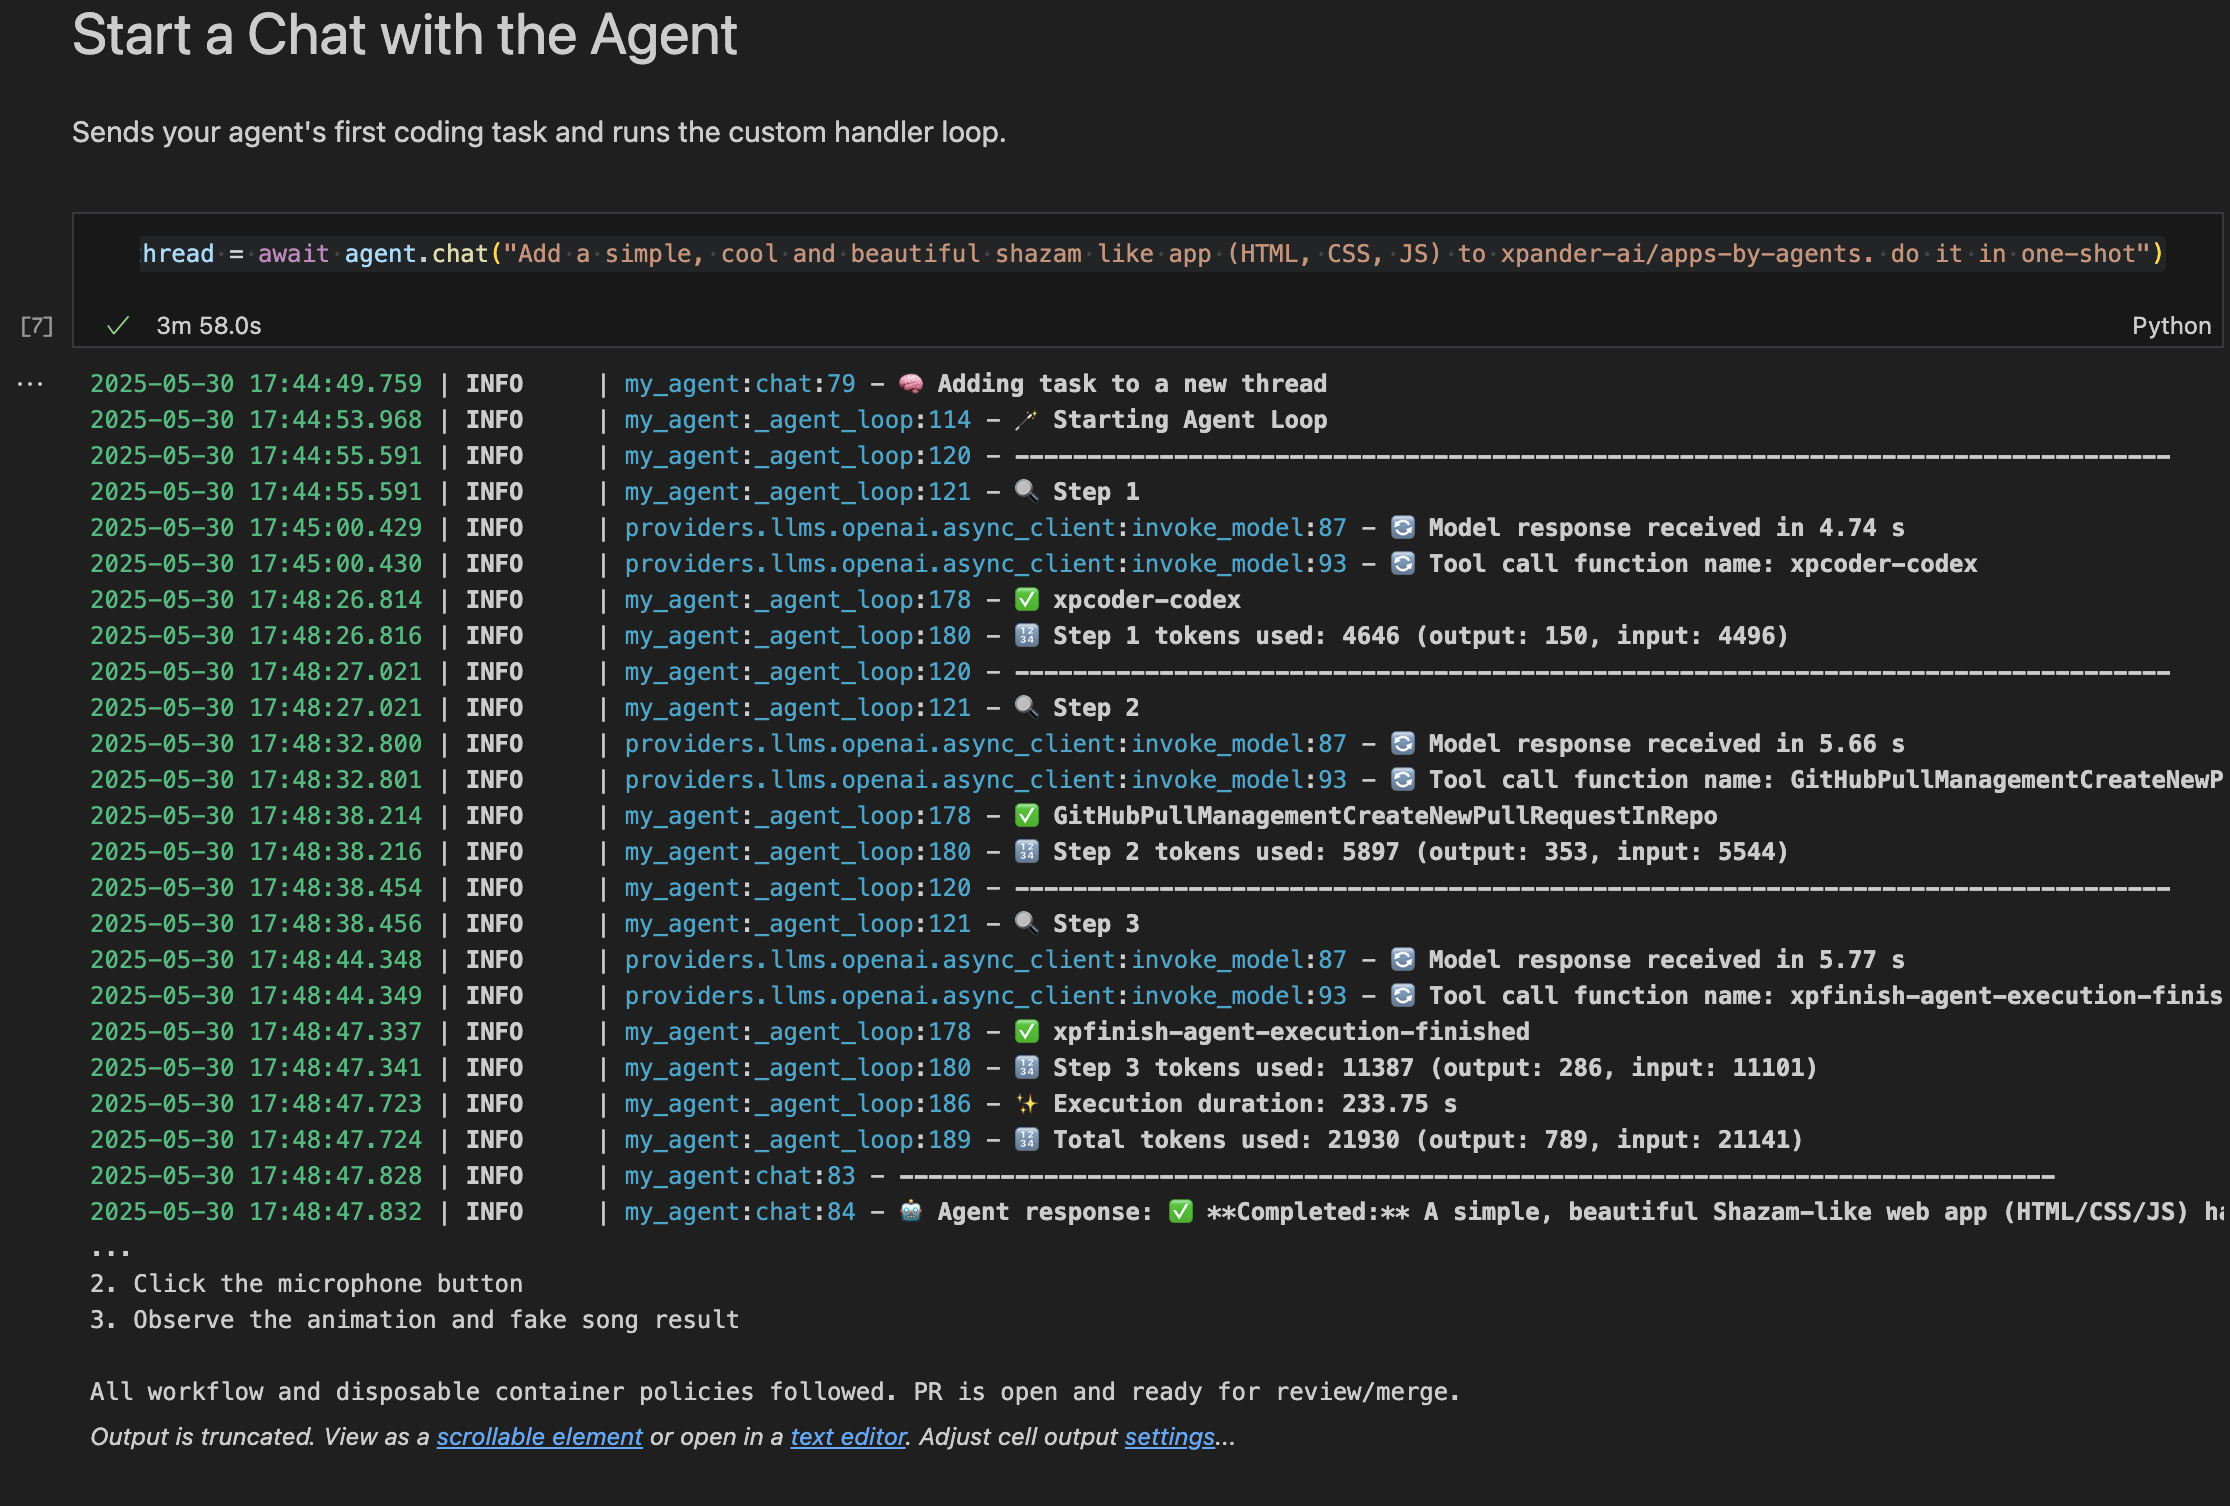 Start a Chat with the Agent
Sends your agent's first coding task and runs the custom handler loop.
hread = await agent.chat("Add a simple, cool and beautiful shazam like app (HTML, CSS, JS) to xpander-ai/apps-by-agents. do it in one-shot")
[7] ✓ 3m 58.0s Python
...
2025-05-30 17:44:49.759 | INFO     | my_agent:chat:79 - 🧠 Adding task to a new thread
2025-05-30 17:44:53.968 | INFO     | my_agent:_agent_loop:114 - 🪄 Starting Agent Loop
2025-05-30 17:44:55.591 | INFO     | my_agent:_agent_loop:120 - --------------------------------------------------------------------------------
2025-05-30 17:44:55.591 | INFO     | my_agent:_agent_loop:121 - 🔍 Step 1
2025-05-30 17:45:00.429 | INFO     | providers.llms.openai.async_client:invoke_model:87 - 🔄 Model response received in 4.74 s
2025-05-30 17:45:00.430 | INFO     | providers.llms.openai.async_client:invoke_model:93 - 🔄 Tool call function name: xpcoder-codex
2025-05-30 17:48:26.814 | INFO     | my_agent:_agent_loop:178 - ✅ xpcoder-codex
2025-05-30 17:48:26.816 | INFO     | my_agent:_agent_loop:180 - 🔢 Step 1 tokens used: 4646 (output: 150, input: 4496)
2025-05-30 17:48:27.021 | INFO     | my_agent:_agent_loop:120 - --------------------------------------------------------------------------------
2025-05-30 17:48:27.021 | INFO     | my_agent:_agent_loop:121 - 🔍 Step 2
2025-05-30 17:48:32.800 | INFO     | providers.llms.openai.async_client:invoke_model:87 - 🔄 Model response received in 5.66 s
2025-05-30 17:48:32.801 | INFO     | providers.llms.openai.async_client:invoke_model:93 - 🔄 Tool call function name: GitHubPullManagementCreateNewP
2025-05-30 17:48:38.214 | INFO     | my_agent:_agent_loop:178 - ✅ GitHubPullManagementCreateNewPullRequestInRepo
2025-05-30 17:48:38.216 | INFO     | my_agent:_agent_loop:180 - 🔢 Step 2 tokens used: 5897 (output: 353, input: 5544)
2025-05-30 17:48:38.454 | INFO     | my_agent:_agent_loop:120 - --------------------------------------------------------------------------------
2025-05-30 17:48:38.456 | INFO     | my_agent:_agent_loop:121 - 🔍 Step 3
2025-05-30 17:48:44.348 | INFO     | providers.llms.openai.async_client:invoke_model:87 - 🔄 Model response received in 5.77 s
2025-05-30 17:48:44.349 | INFO     | providers.llms.openai.async_client:invoke_model:93 - 🔄 Tool call function name: xpfinish-agent-execution-finis
2025-05-30 17:48:47.337 | INFO     | my_agent:_agent_loop:178 - ✅ xpfinish-agent-execution-finished
2025-05-30 17:48:47.341 | INFO     | my_agent:_agent_loop:180 - 🔢 Step 3 tokens used: 11387 (output: 286, input: 11101)
2025-05-30 17:48:47.723 | INFO     | my_agent:_agent_loop:186 - ✨ Execution duration: 233.75 s
2025-05-30 17:48:47.724 | INFO     | my_agent:_agent_loop:189 - 🔢 Total tokens used: 21930 (output: 789, input: 21141)
2025-05-30 17:48:47.828 | INFO     | my_agent:chat:83 - --------------------------------------------------------------------------------
2025-05-30 17:48:47.832 | INFO     | my_agent:chat:84 - 🤖 Agent response: ✅ **Completed:** A simple, beautiful Shazam-like web app (HTML/CSS/JS) ha
...
2. Click the microphone button
3. Observe the animation and fake song result
All workflow and disposable container policies followed. PR is open and ready for review/merge.
Output is truncated. View as a scrollable element or open in a text editor. Adjust cell output settings...